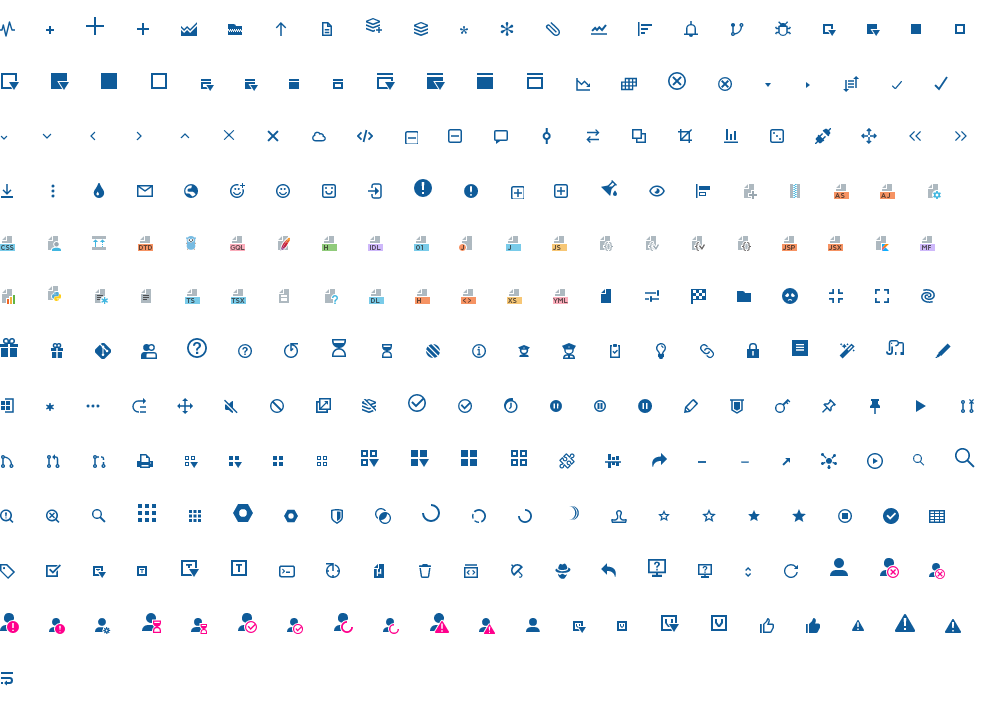 AS AJ
CSS DTD GQL H IDL 01 J J JS JSP JSX MF
TS TSX DL H <> XS YML
T T T T